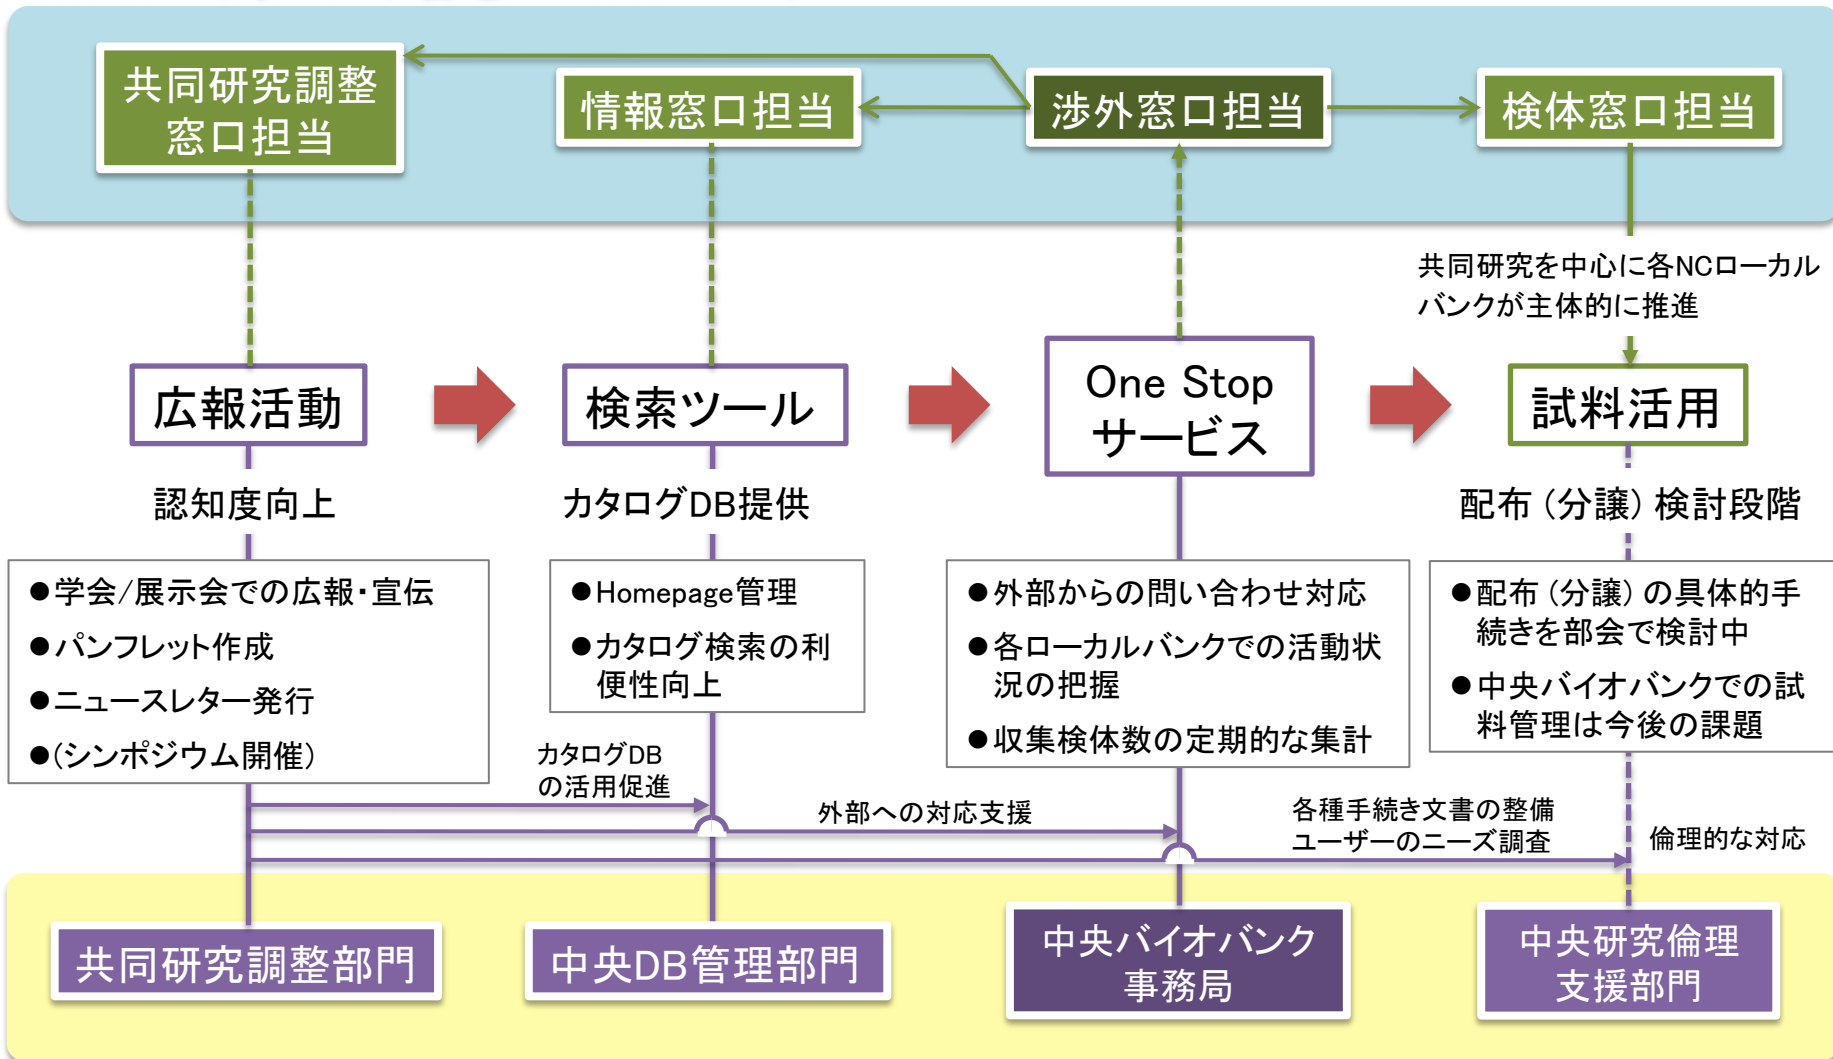 共同研究調整
窓口担当
情報窓口担当
渉外窓口担当
検体窓口担当
共同研究を中心に各NCローカル
バンクが主体的に推進
広報活動
検索ツール
One Stop
サービス
試料活用
認知度向上
カタログDB提供
配布（分譲）検討段階
●学会/展示会での広報・宣伝
●パンフレット作成
●ニュースレター発行
●(シンポジウム開催）
●Homepage管理
●カタログ検索の利
便性向上
●外部からの問い合わせ対応
●各ローカルバンクでの活動状
況の把握
●収集検体数の定期的な集計
●配布（分譲）の具体的手
続きを部会で検討中
●中央バイオバンクでの試
料管理は今後の課題
カタログDB
の活用促進
外部への対応支援
各種手続き文書の整備
ユーザーのニーズ調査
倫理的な対応
共同研究調整部門
中央DB管理部門
中央バイオバンク
事務局
中央研究倫理
支援部門